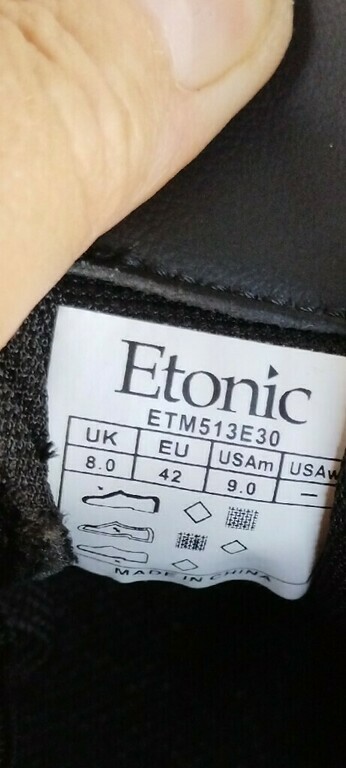 Etonic
ETM513E30
UK EU USAm USAw
8.0 42 9.0 —
MADE IN CHINA